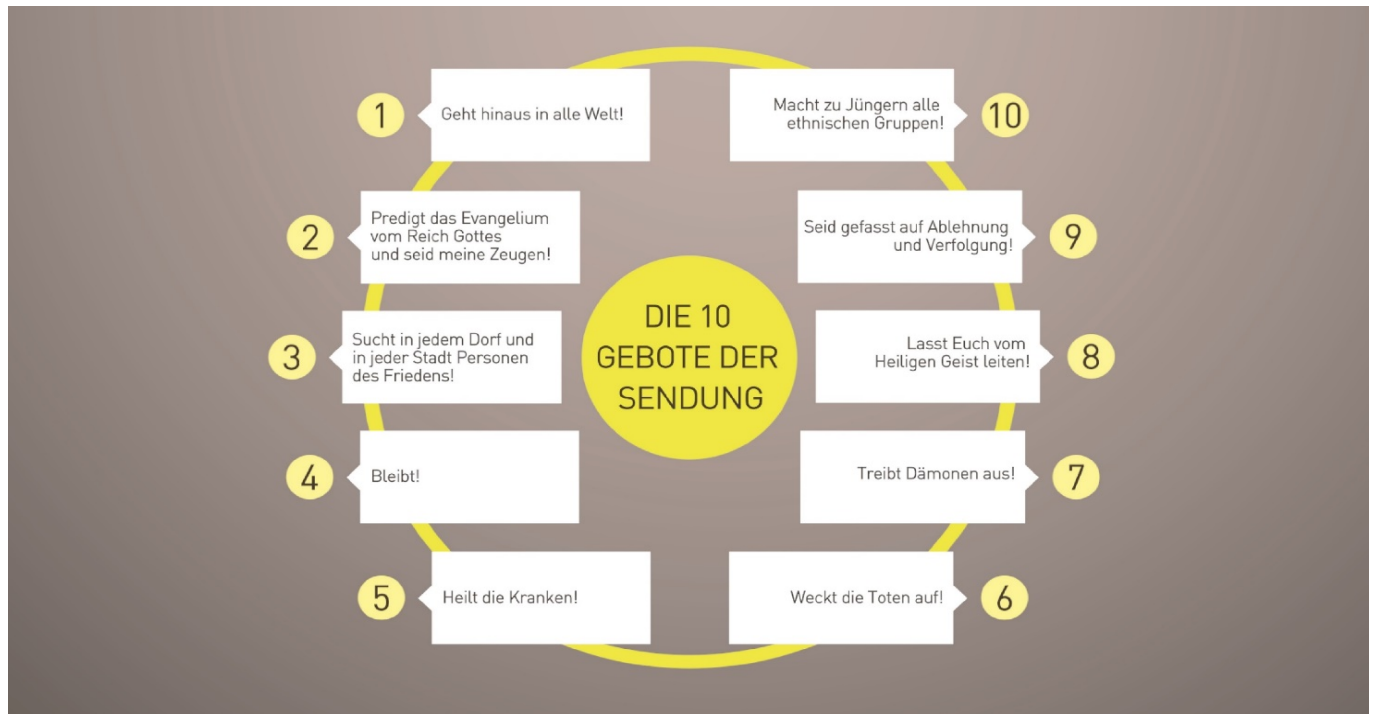 DIE 10
GEBOTE DER
SENDUNG
1
Geht hinaus in alle Welt!
2
Predigt das Evangelium
vom Reich Gottes
und seid meine Zeugen!
3
Sucht in jedem Dorf und
in jeder Stadt Personen
des Friedens!
4
Bleibt!
5
Heilt die Kranken!
6
Weckt die Toten auf!
7
Treibt Dämonen aus!
8
Lasst Euch vom
Heiligen Geist leiten!
9
Seid gefasst auf Ablehnung
und Verfolgung!
10
Macht zu Jüngern alle
ethnischen Gruppen!